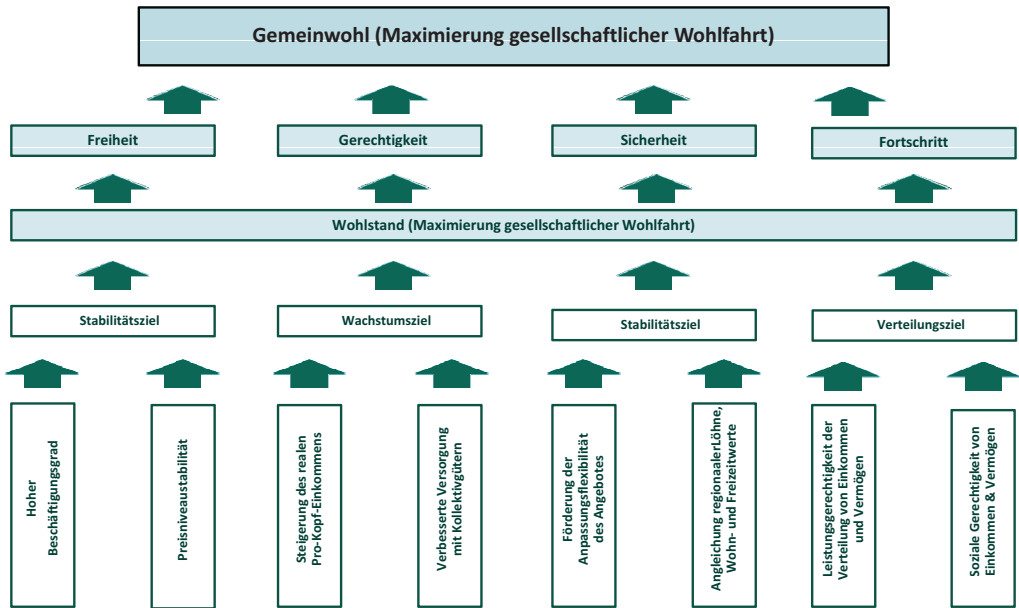 Gemeinwohl (Maximierung gesellschaftlicher Wohlfahrt)
Freiheit
Gerechtigkeit
Sicherheit
Fortschritt
Wohlstand (Maximierung gesellschaftlicher Wohlfahrt)
Stabilitätsziel
Wachstumsziel
Stabilitätsziel
Verteilungsziel
Hoher
Beschäftigungsgrad
Preisniveaustabilität
Steigerung des realen
Pro-Kopf-Einkommens
Verbesserte Versorgung
mit Kollektivgütern
Förderung der
Anpassungsflexibilität
des Angebotes
Angleichung regionaalerLöhne,
Wohn- und Freizeitwerte
Leistungsgerechtigkeit der
Verteilung von Einkommen
und Vermögen
Soziale Gerechtigkeit von
Einkommen & Vermögen